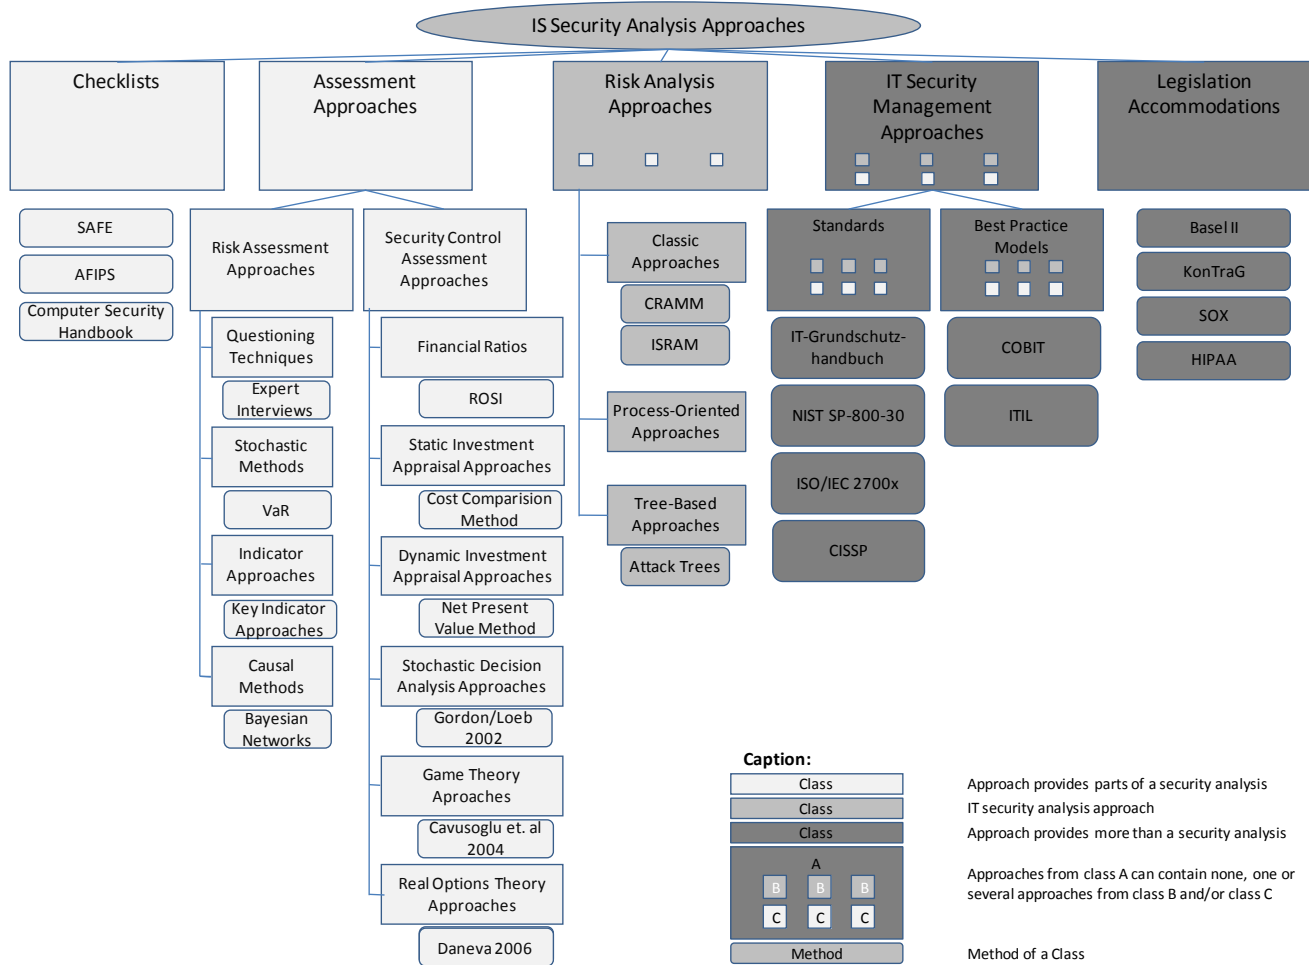 IS Security Analysis Approaches
Checklists
Assessment
Approaches
Risk Analysis
Approaches
IT Security
Management
Approaches
Legislation
Accommodations
SAFE
AFIPS
Computer Security
Handbook
Risk Assessment
Approaches
Questioning
Techniques
Expert
Interviews
Stochastic
Methods
VaR
Indicator
Approaches
Key Indicator
Approaches
Causal
Methods
Bayesian
Networks
Security Control
Assessment
Approaches
Financial Ratios
ROSI
Static Investment
Appraisal Approaches
Cost Comparision
Method
Dynamic Investment
Appraisal Approaches
Net Present
Value Method
Stochastic Decision
Analysis Approaches
Gordon/Loeb
2002
Game Theory
Aproaches
Cavusoglu et. al
2004
Real Options Theory
Approaches
Daneva 2006
Classic
Approaches
CRAMM
ISRAM
Process-Oriented
Approaches
Tree-Based
Approaches
Attack Trees
Standards
IT-Grundschutz-
handbuch
NIST SP-800-30
ISO/IEC 2700x
CISSP
Best Practice
Models
COBIT
ITIL
Basel II
KonTraG
SOX
HIPAA
Caption:
Class
Approach provides parts of a security analysis
Class
IT security analysis approach
Class
Approach provides more than a security analysis
A
B B B
C C C
Approaches from class A can contain none, one or
several approaches from class B and/or class C
Method
Method of a Class